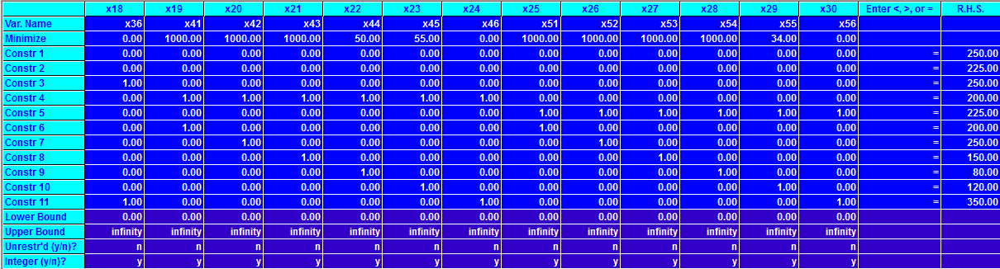 x18 x19 x20 x21 x22 x23 x24 x25 x26 x27 x28 x29 x30 Enter <, >, or = R.H.S.
Var. Name x36 x41 x42 x43 x44 x45 x46 x51 x52 x53 x54 x55 x56
Minimize 0.00 1000.00 1000.00 1000.00 50.00 55.00 0.00 1000.00 1000.00 1000.00 1000.00 34.00 0.00
Constr 1 0.00 0.00 0.00 0.00 0.00 0.00 0.00 0.00 0.00 0.00 0.00 0.00 0.00 = 250.00
Constr 2 0.00 0.00 0.00 0.00 0.00 0.00 0.00 0.00 0.00 0.00 0.00 0.00 0.00 = 225.00
Constr 3 1.00 0.00 0.00 0.00 0.00 0.00 0.00 0.00 0.00 0.00 0.00 0.00 0.00 = 250.00
Constr 4 0.00 1.00 1.00 1.00 1.00 1.00 1.00 0.00 0.00 0.00 0.00 0.00 0.00 = 200.00
Constr 5 0.00 0.00 0.00 0.00 0.00 0.00 0.00 1.00 1.00 1.00 1.00 1.00 1.00 = 225.00
Constr 6 0.00 1.00 0.00 0.00 0.00 0.00 0.00 1.00 0.00 0.00 0.00 0.00 0.00 = 200.00
Constr 7 0.00 0.00 1.00 0.00 0.00 0.00 0.00 0.00 1.00 0.00 0.00 0.00 0.00 = 250.00
Constr 8 0.00 0.00 0.00 1.00 0.00 0.00 0.00 0.00 0.00 1.00 0.00 0.00 0.00 = 150.00
Constr 9 0.00 0.00 0.00 0.00 1.00 0.00 0.00 0.00 0.00 0.00 1.00 0.00 0.00 = 80.00
Constr 10 0.00 0.00 0.00 0.00 0.00 1.00 0.00 0.00 0.00 0.00 0.00 1.00 0.00 = 120.00
Constr 11 1.00 0.00 0.00 0.00 0.00 0.00 1.00 0.00 0.00 0.00 0.00 0.00 1.00 = 350.00
Lower Bound 0.00 0.00 0.00 0.00 0.00 0.00 0.00 0.00 0.00 0.00 0.00 0.00 0.00
Upper Bound infinity infinity infinity infinity infinity infinity infinity infinity infinity infinity infinity infinity infinity
Unrestr'd (y/n)? n n n n n n n n n n n n n
Integer (y/n)? y y y y y y y y y y y y y